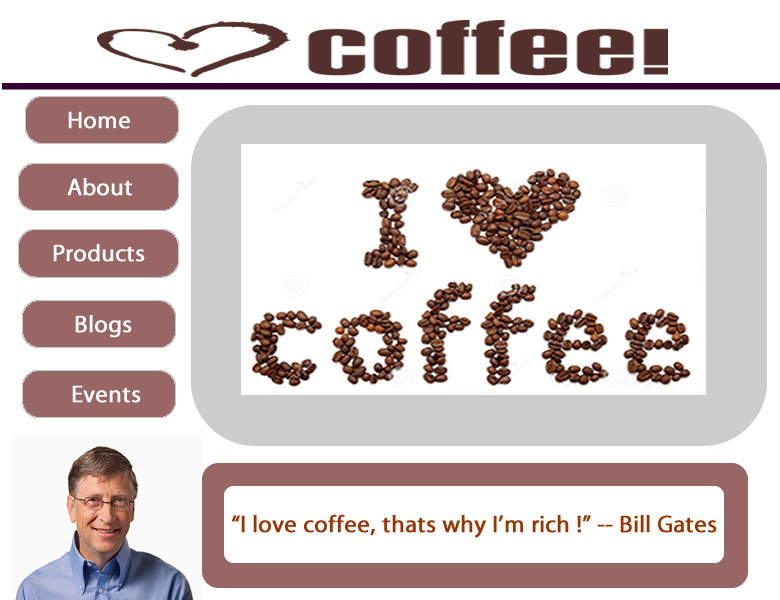 coffee!
Home
About
Products
Blogs
Events
I
coffee
“I love coffee, thats why I’m rich !” -- Bill Gates